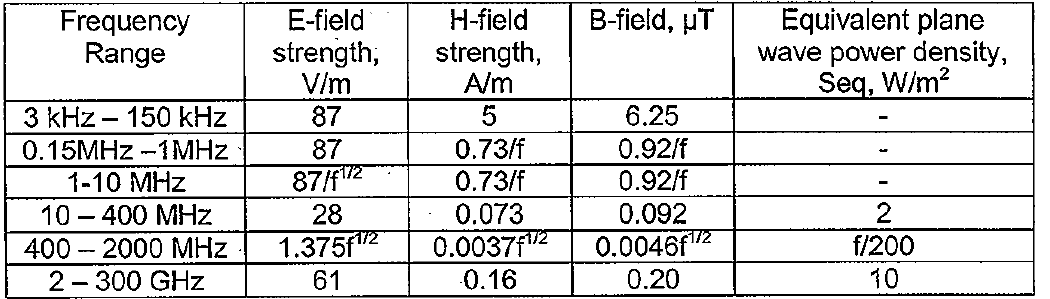 Frequency Range E-field strength, V/m H-field strength, A/m B-field, µT Equivalent plane wave power density, Seq, W/m²
3 kHz – 150 kHz 87 5 6.25 -
0.15MHz –1MHz 87 0.73/f 0.92/f -
1-10 MHz 87/f^1/2 0.73/f 0.92/f -
10 – 400 MHz 28 0.073 0.092 2
400 – 2000 MHz 1.375f^1/2 0.0037f^1/2 0.0046f^1/2 f/200
2 – 300 GHz 61 0.16 0.20 10